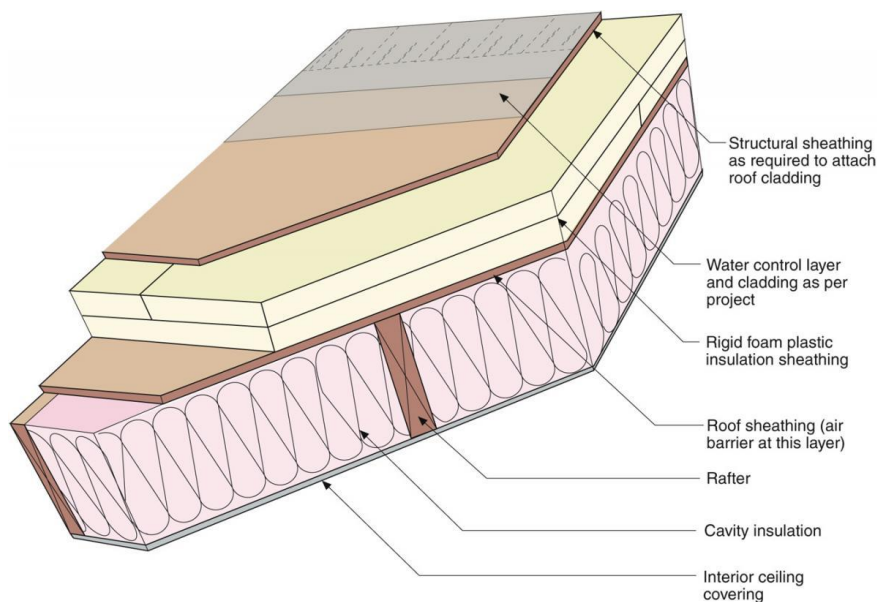 Structural sheathing
as required to attach
roof cladding
Water control layer
and cladding as per
project
Rigid foam plastic
insulation sheathing
Roof sheathing (air
barrier at this layer)
Rafter
Cavity insulation
Interior ceiling
covering